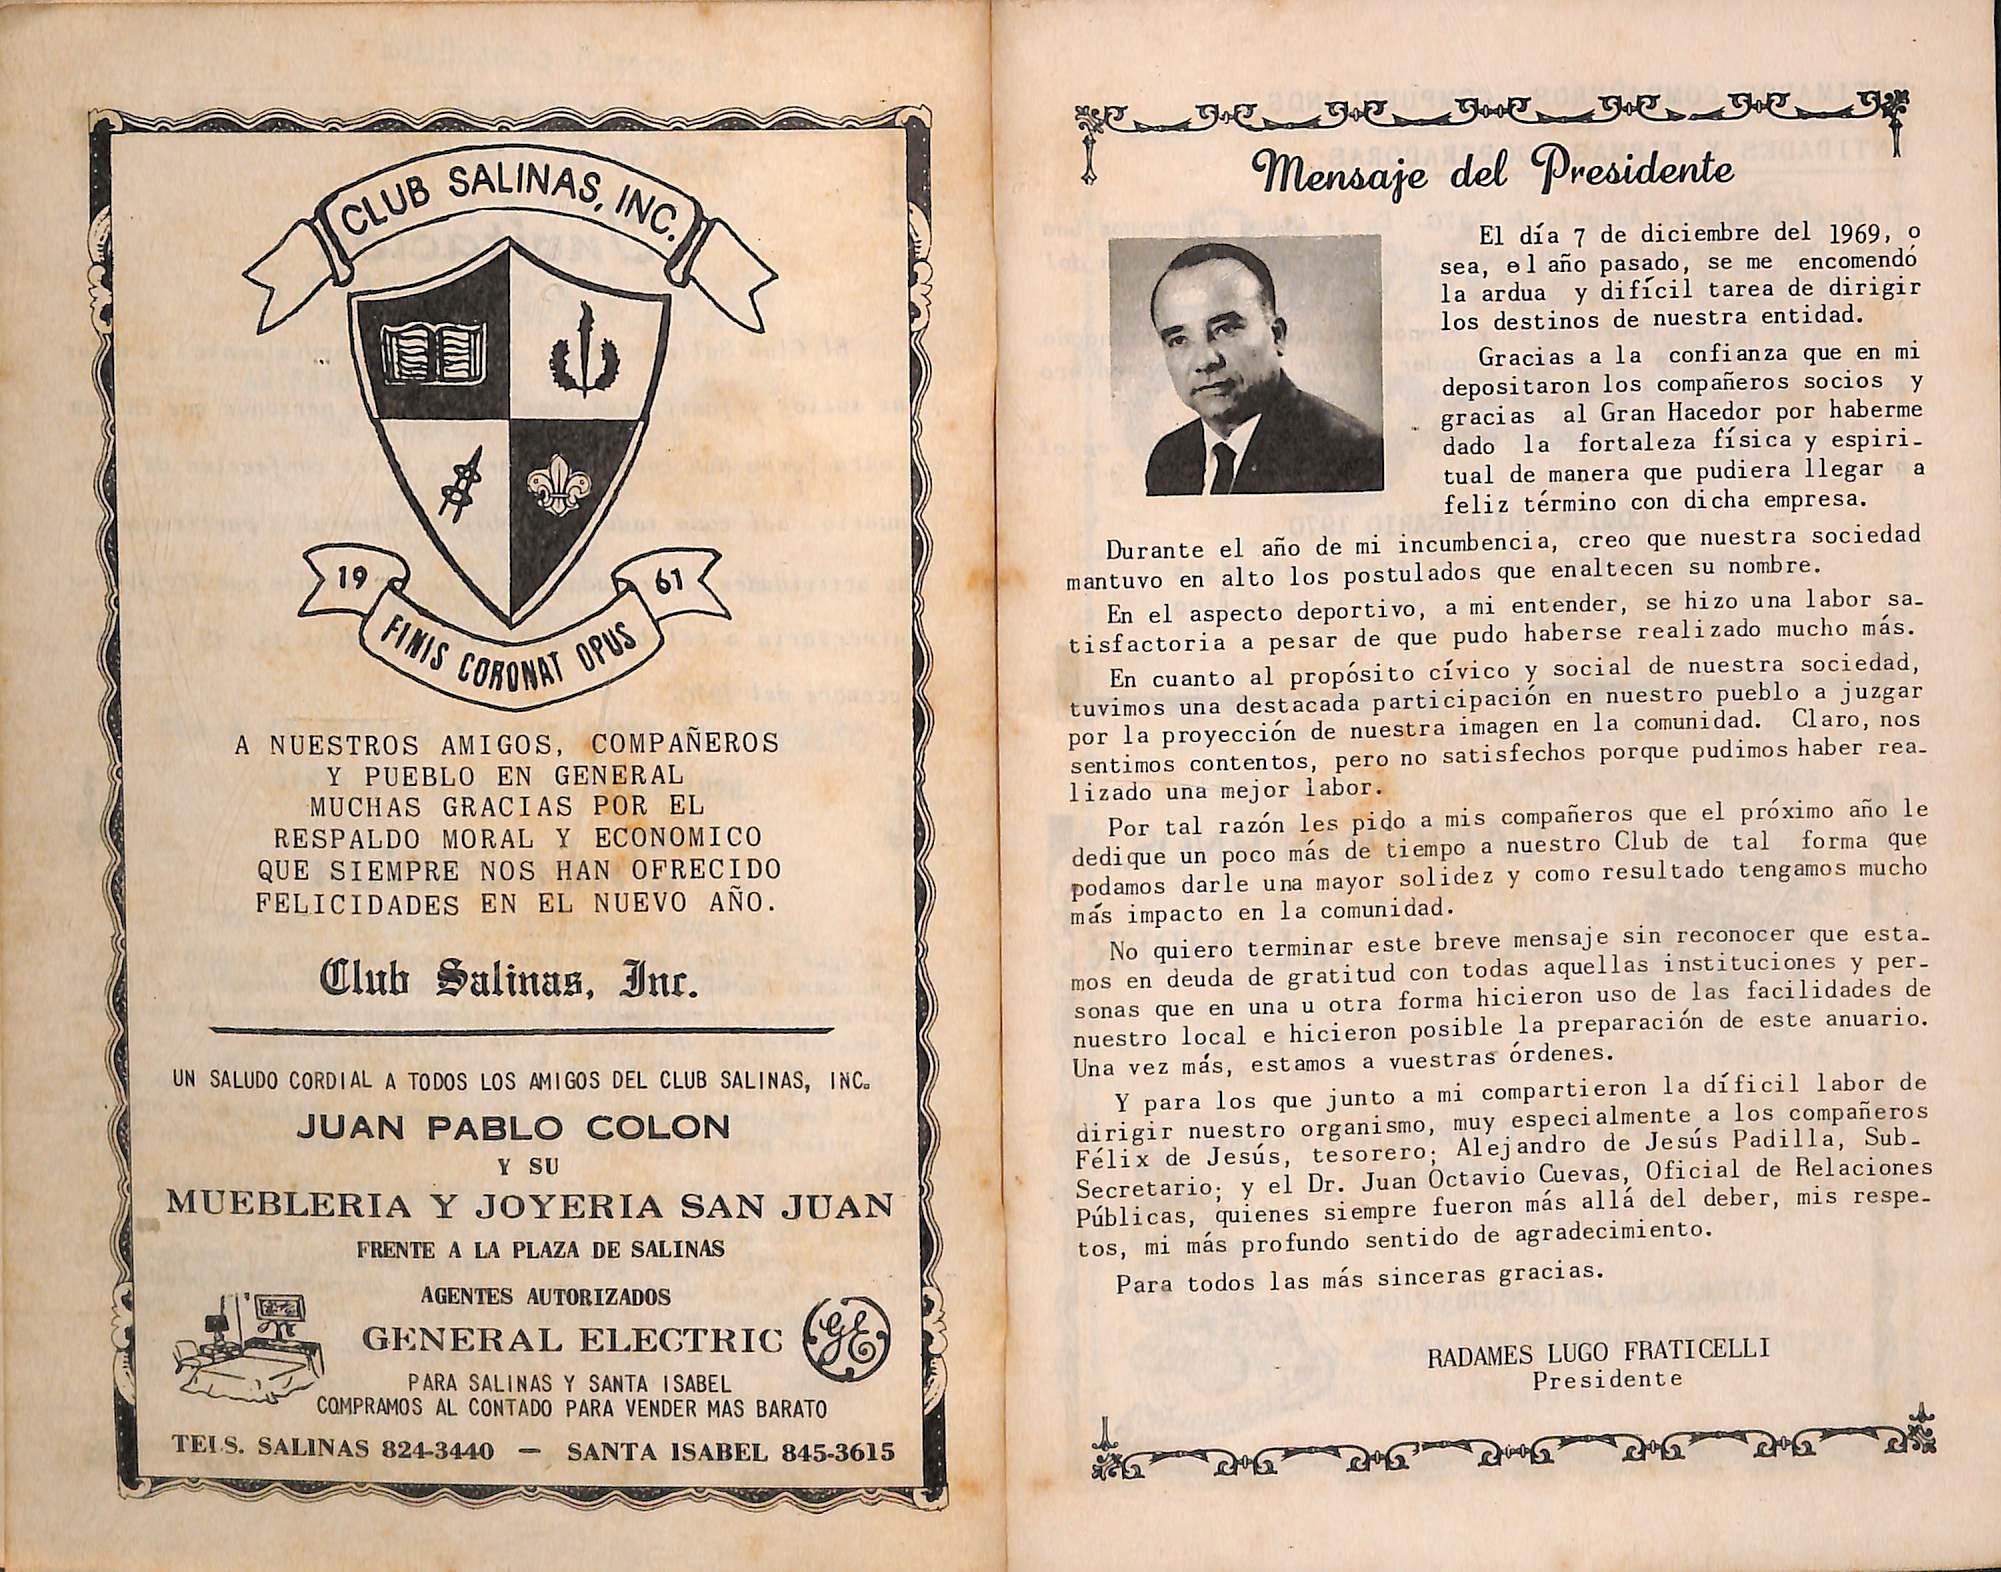 CLUB SALINAS, INC.
19 61
FINIS CORONAT OPUS
A NUESTROS AMIGOS, COMPAÑEROS
Y PUEBLO EN GENERAL
MUCHAS GRACIAS POR EL
RESPALDO MORAL Y ECONOMICO
QUE SIEMPRE NOS HAN OFRECIDO
FELICIDADES EN EL NUEVO AÑO.
Club Salinas, Inc.
UN SALUDO CORDIAL A TODOS LOS AMIGOS DEL CLUB SALINAS, INC.
JUAN PABLO COLON
Y SU
MUEBLERIA Y JOYERIA SAN JUAN
FRENTE A LA PLAZA DE SALINAS
AGENTES AUTORIZADOS
GENERAL ELECTRIC GE
PARA SALINAS Y SANTA ISABEL
COMPRAMOS AL CONTADO PARA VENDER MAS BARATO
TELS. SALINAS 824-3440 — SANTA ISABEL 845-3615
Mensaje del Presidente
El día 7 de diciembre del 1969, o
sea, el año pasado, se me encomendó
la ardua y difícil tarea de dirigir
los destinos de nuestra entidad.
Gracias a la confianza que en mi
depositaron los compañeros socios y
gracias al Gran Hacedor por haberme
dado la fortaleza física y espiri-
tual de manera que pudiera llegar a
feliz término con dicha empresa.
Durante el año de mi incumbencia, creo que nuestra sociedad
mantuvo en alto los postulados que enaltecen su nombre.
En el aspecto deportivo, a mi entender, se hizo una labor sa-
tisfactoria a pesar de que pudo haberse realizado mucho más.
En cuanto al propósito cívico y social de nuestra sociedad,
tuvimos una destacada participación en nuestro pueblo a juzgar
por la proyección de nuestra imagen en la comunidad. Claro, nos
sentimos contentos, pero no satisfechos porque pudimos haber rea-
lizado una mejor labor.
Por tal razón les pido a mis compañeros que el próximo año le
dedique un poco más de tiempo a nuestro Club de tal forma que
podamos darle una mayor solidez y como resultado tengamos mucho
más impacto en la comunidad.
No quiero terminar este breve mensaje sin reconocer que esta-
mos en deuda de gratitud con todas aquellas instituciones y per-
sonas que en una u otra forma hicieron uso de las facilidades de
nuestro local e hicieron posible la preparación de este anuario.
Una vez más, estamos a vuestras órdenes.
Y para los que junto a mi compartieron la díficil labor de
dirigir nuestro organismo, muy especialmente a los compañeros
Félix de Jesús, tesorero; Alejandro de Jesús Padilla, Sub-
Secretario; y el Dr. Juan Octavio Cuevas, Oficial de Relaciones
Públicas, quienes siempre fueron más allá del deber, mis respe-
tos, mi más profundo sentido de agradecimiento.
Para todos las más sinceras gracias.
RADAMES LUGO FRATICELLI
Presidente